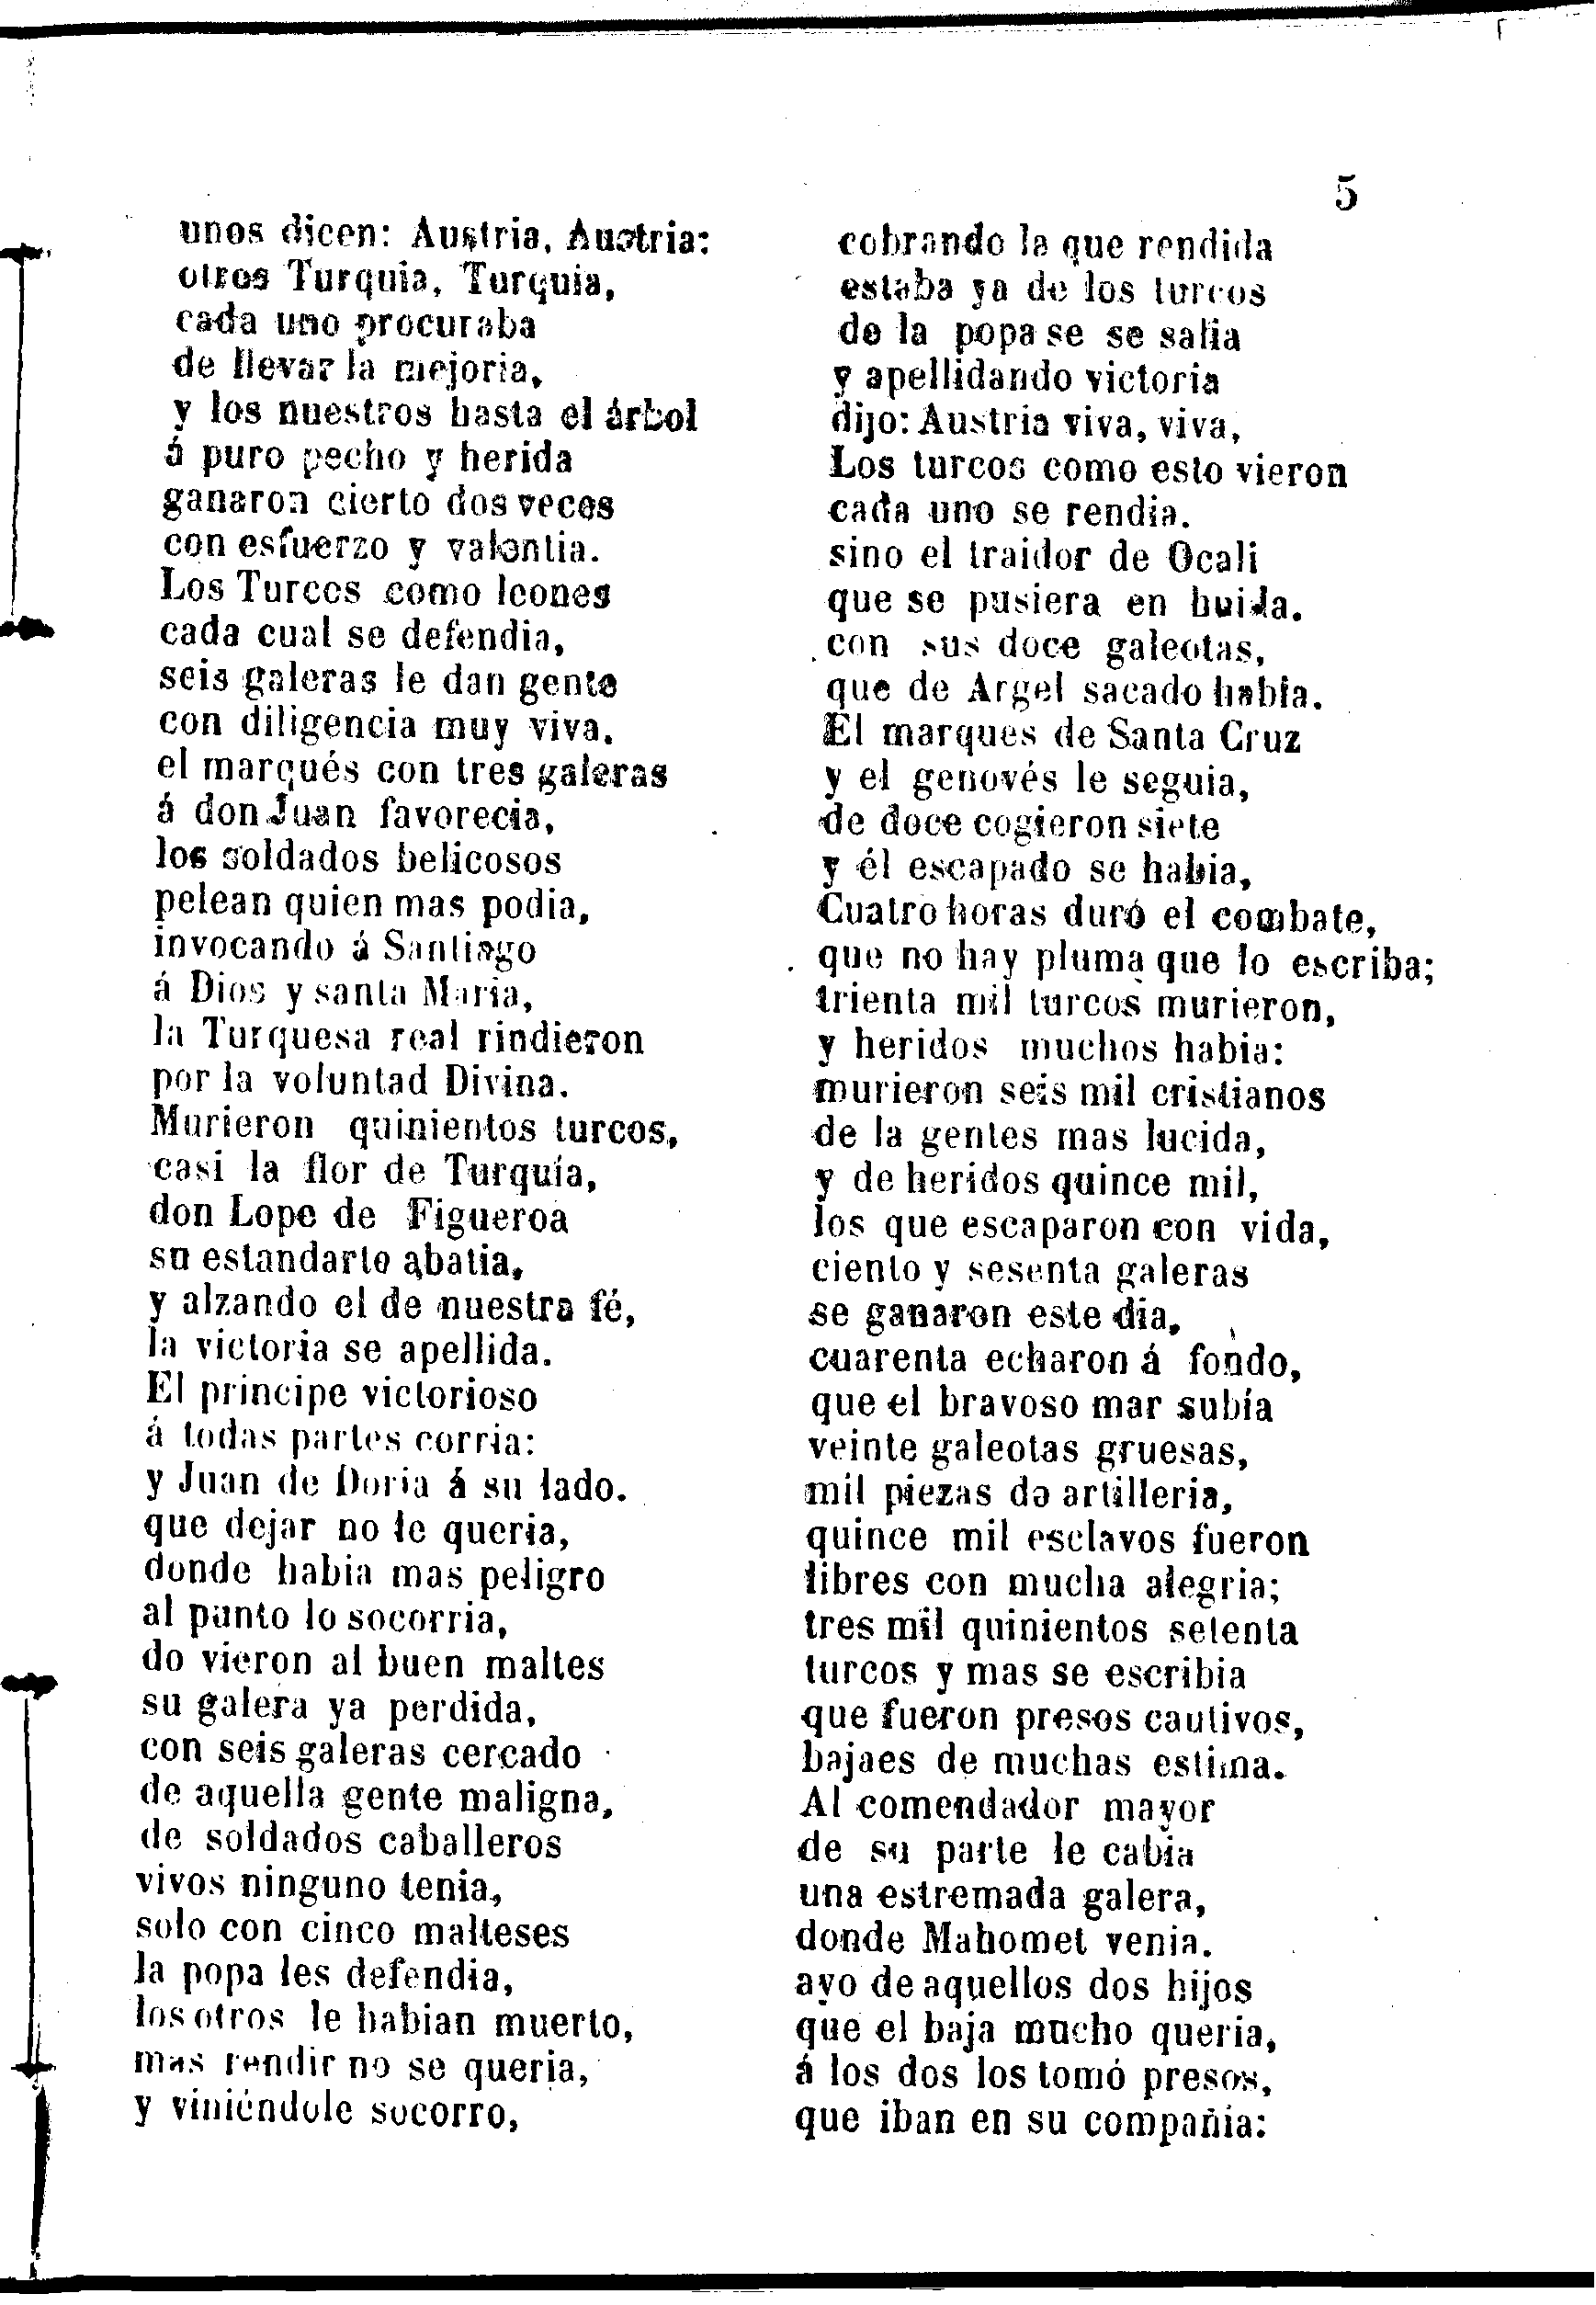 5
unos dicen: Austria, Austria:
otros Turquia, Turquia,
cada uno procuraba
de llevar la mejoria,
y los nuestros hasta el árbol
á puro pecho y herida
ganaron cierto dos veces
con esfuerzo y valentia.
Los Turcos como leones
cada cual se defendia,
seis galeras le dan gente
con diligencia muy viva.
el marqués con tres galeras
á don Juan favorecia,
los soldados belicosos
pelean quien mas podia,
invocando á Santiago
á Dios y santa Maria,
la Turquesa real rindieron
por la voluntad Divina.
Murieron quinientos turcos,
casi la flor de Turquía,
don Lope de Figueroa
su estandarte abatia,
y alzando el de nuestra fé,
la victoria se apellida.
El principe victorioso
á todas partes corria:
y Juan de Doria á su lado.
que dejar no le queria,
donde habia mas peligro
al punto lo socorria,
do vieron al buen maltes
su galera ya perdida,
con seis galeras cercado
de aquella gente maligna,
de soldados caballeros
vivos ninguno tenia,
solo con cinco malteses
la popa les defendia,
los otros le habian muerto,
mas rendir no se queria,
y viniéndole socorro,
cobrando la que rendida
estaba ya de los turcos
de la popa se se salia
y apellidando victoria
dijo: Austria viva, viva,
Los turcos como esto vieron
cada uno se rendia.
sino el traidor de Ocali
que se pusiera en huida.
con sus doce galeotas,
que de Argel sacado habia.
El marques de Santa Cruz
y el genovés le seguia,
de doce cogieron siete
y él escapado se habia,
Cuatro horas duró el combate,
que no hay pluma que lo escriba;
trienta mil turcos murieron,
y heridos muchos habia:
murieron seis mil cristianos
de la gentes mas lucida,
y de heridos quince mil,
los que escaparon con vida,
ciento y sesenta galeras
se ganaron este dia,
cuarenta echaron á fondo,
que el bravoso mar subía
veinte galeotas gruesas,
mil piezas de artilleria,
quince mil esclavos fueron
libres con mucha alegria;
tres mil quinientos setenta
turcos y mas se escribia
que fueron presos cautivos,
bajaes de muchas estima.
Al comendador mayor
de su parte le cabia
una estremada galera,
donde Mahomet venia.
ayo de aquellos dos hijos
que el baja mucho queria,
á los dos los tomó presos,
que iban en su compañia: